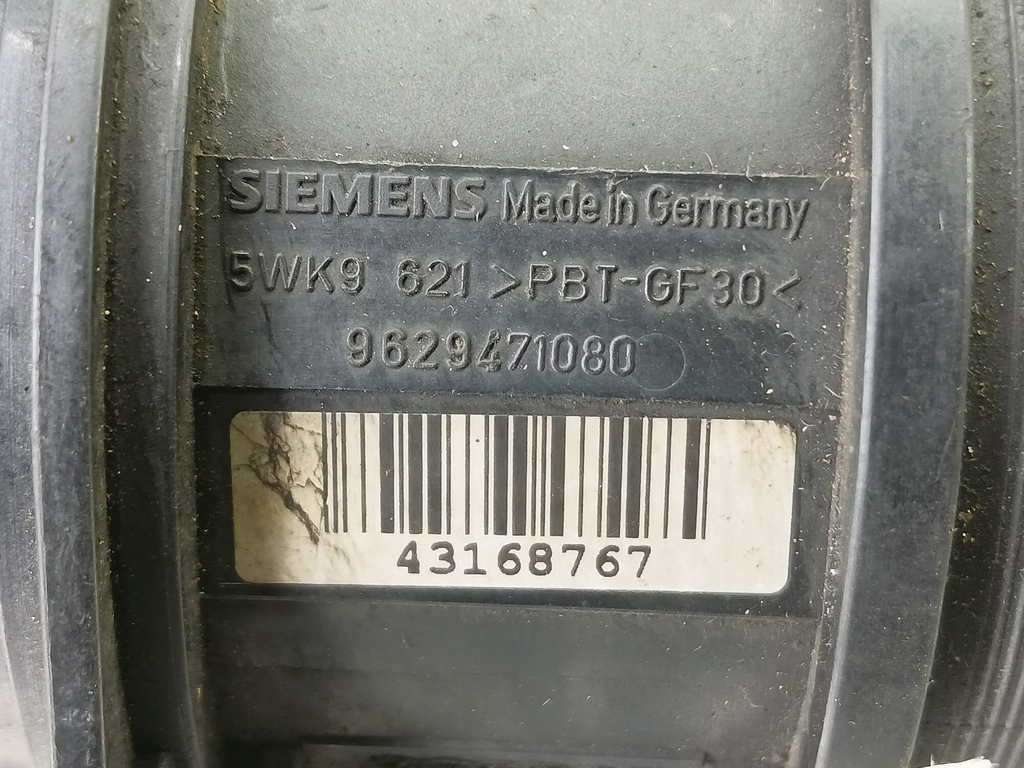 SIEMENS Made in Germany
5WK9 621 >PBT-GF30<
9629471080
43168767